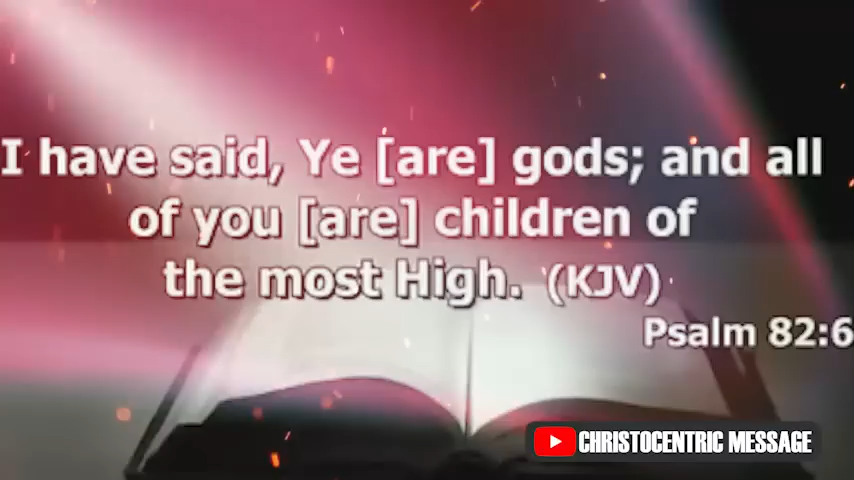 I have said, Ye [are] gods; and all
of you [are] children of
the most High. (KJV)
Psalm 82:6
CHRISTOCENTRIC MESSAGE